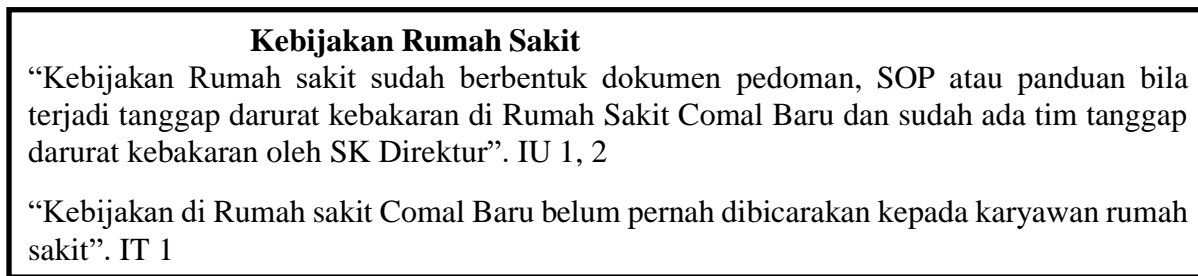 Kebijakan Rumah Sakit
“Kebijakan Rumah sakit sudah berbentuk dokumen pedoman, SOP atau panduan bila
terjadi tanggap darurat kebakaran di Rumah Sakit Comal Baru dan sudah ada tim tanggap
darurat kebakaran oleh SK Direktur”. IU 1, 2
“Kebijakan di Rumah sakit Comal Baru belum pernah dibicarakan kepada karyawan rumah
sakit”. IT 1